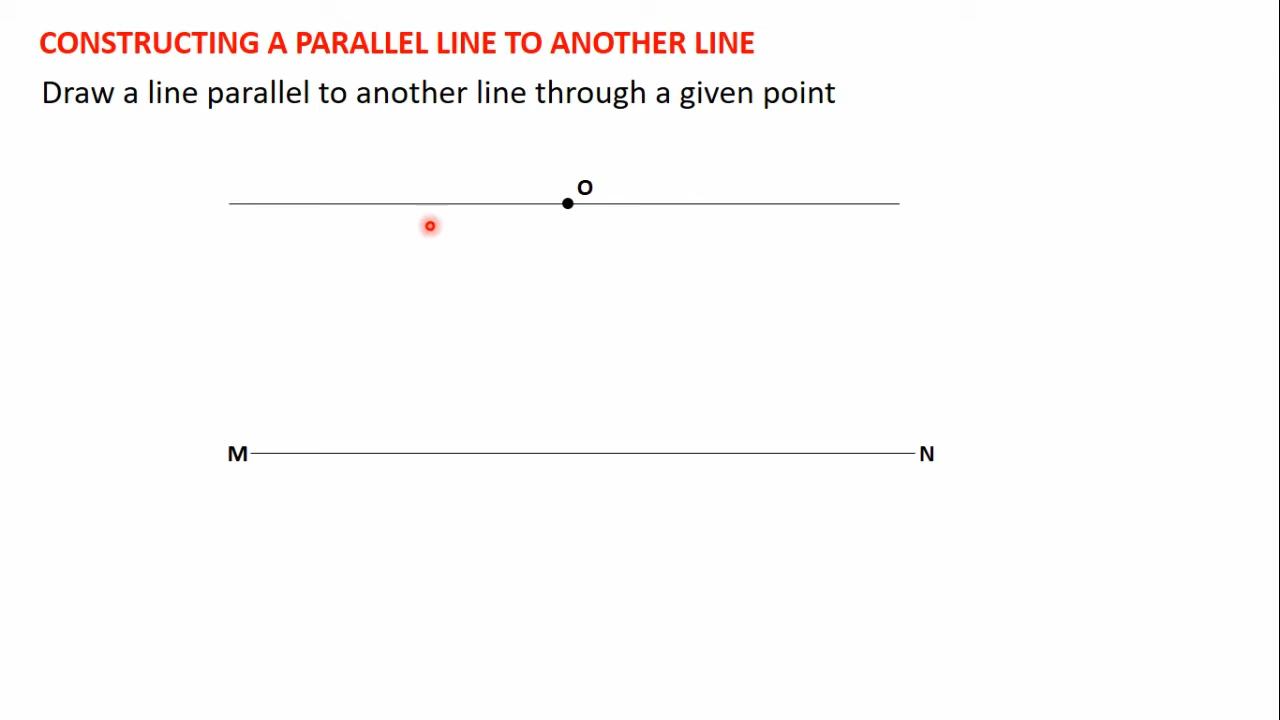 CONSTRUCTING A PARALLEL LINE TO ANOTHER LINE
Draw a line parallel to another line through a given point
O
M N